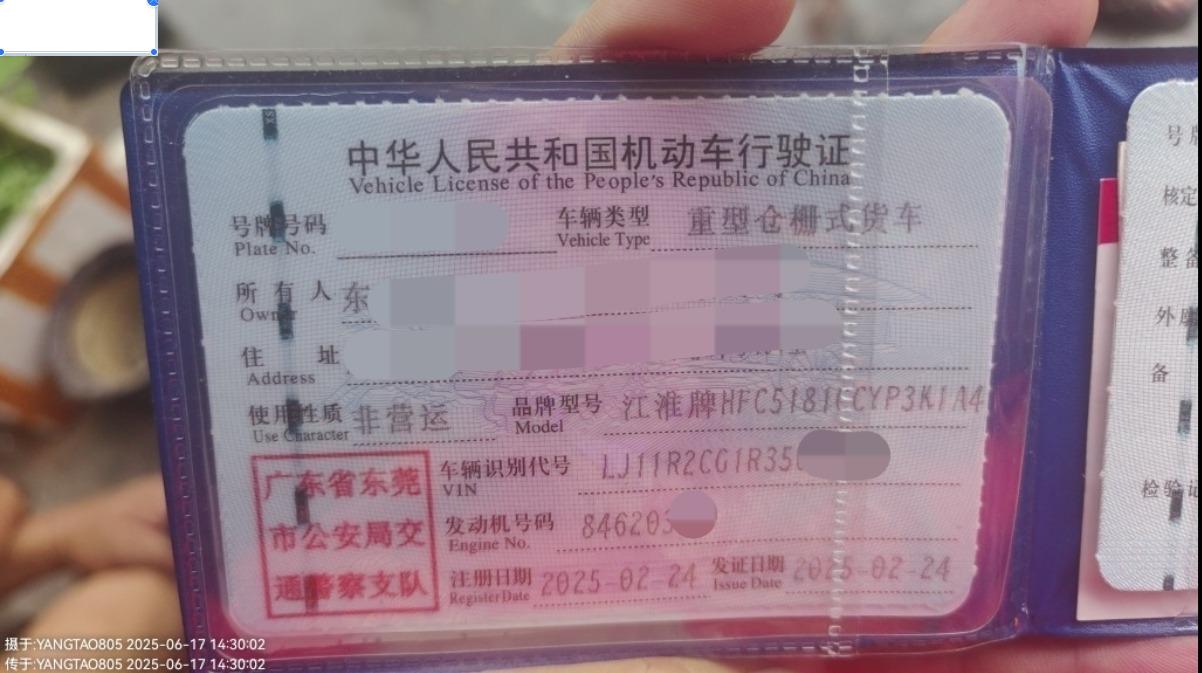 中华人民共和国机动车行驶证
Vehicle License of the People's Republic of China
号牌号码
Plate No.
车辆类型 重型仓栅式货车
Vehicle Type
所有人 东
Owner
住址
Address
使用性质 非营运
Use Character
品牌型号 江淮牌HFC5181CCYP3K1A4
Model
广东省东莞
市公安局交
通警察支队
车辆识别代号 LJ11R2CG1R35
VIN
发动机号码 846203
Engine No.
注册日期 2025-02-24
Register Date
发证日期 2025-02-24
Issue Date
号
核定
整备
外廓
备
检验
摄于:YANGTAO805 2025-06-17 14:30:02
传于:YANGTAO805 2025-06-17 14:30:02